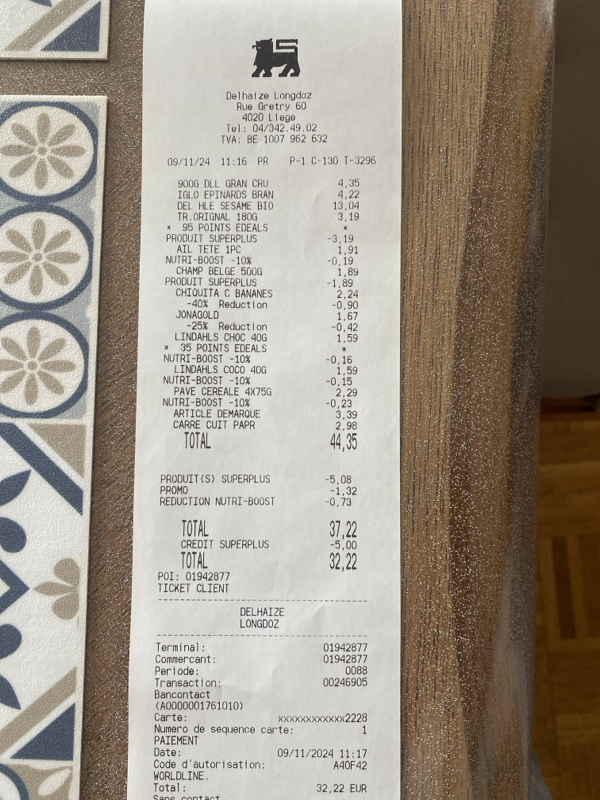 Delhaize Longdoz
Rue Gretry 60
4020 Liege
Tel: 04/342.49.02
TVA: BE 1007 962 632
09/11/24 11:16 PR P-1 C-130 T-3296
900G DLL GRAN CRU 4,35
IGLO EPINARDS BRAN 4,22
DEL HLE SESAME BIO 13,04
TR.ORIGNAL 180G 3,19
* 95 POINTS EDEALS *
PRODUIT SUPERPLUS -3,19
AIL TETE 1PC 1,91
NUTRI-BOOST -10% -0,19
CHAMP BELGE 500G 1,89
PRODUIT SUPERPLUS -1,89
CHIQUITA C BANANES 2,24
-40% Reduction -0,90
JONAGOLD 1,67
-25% Reduction -0,42
LINDAHLS CHOC 40G 1,59
* 35 POINTS EDEALS *
NUTRI-BOOST -10% -0,16
LINDAHLS COCO 40G 1,59
NUTRI-BOOST -10% -0,15
PAVE CEREALE 4X75G 2,29
NUTRI-BOOST -10% -0,23
ARTICLE DEMARQUE 3,39
CARRE CUIT PAPR 2,98
TOTAL 44,35
PRODUIT(S) SUPERPLUS -5,08
PROMO -1,32
REDUCTION NUTRI-BOOST -0,73
TOTAL 37,22
CREDIT SUPERPLUS -5,00
TOTAL 32,22
POI: 01942877
TICKET CLIENT
DELHAIZE
LONGDOZ
Terminal: 01942877
Commercant: 01942877
Periode: 0088
Transaction: 00246905
Bancontact
(A0000001761010)
Carte: xxxxxxxxxxxx2228
Numero de sequence carte: 1
PAIEMENT
Date: 09/11/2024 11:17
Code d'autorisation: A40F42
WORLDLINE.
Total: 32,22 EUR
Sans contact